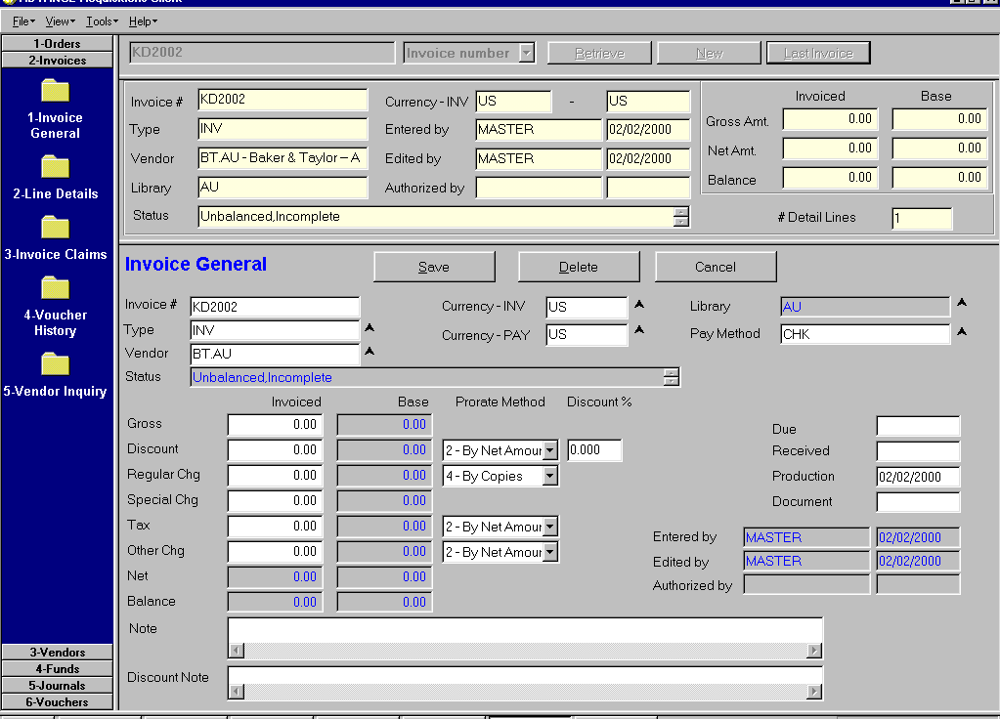 Acquisitions Client
File View Tools Help
1-Orders
2-Invoices
1-Invoice
General
2-Line Details
3-Invoice Claims
4-Voucher
History
5-Vendor Inquiry
3-Vendors
4-Funds
5-Journals
6-Vouchers
KD2002 Invoice number Retrieve New Last Invoice
Invoice # KD2002 Currency - INV US - US
Type INV Entered by MASTER 02/02/2000
Vendor BT.AU - Baker & Taylor -- A Edited by MASTER 02/02/2000
Library AU Authorized by
Status Unbalanced,Incomplete
Invoiced Base
Gross Amt. 0.00 0.00
Net Amt. 0.00 0.00
Balance 0.00 0.00
# Detail Lines 1
Invoice General Save Delete Cancel
Invoice # KD2002 Currency - INV US Library AU
Type INV Currency - PAY US Pay Method CHK
Vendor BT.AU
Status Unbalanced,Incomplete
Invoiced Base Prorate Method Discount %
Gross 0.00 0.00
Discount 0.00 0.00 2 - By Net Amour 0.000
Regular Chg 0.00 0.00 4 - By Copies
Special Chg 0.00 0.00
Tax 0.00 0.00 2 - By Net Amour
Other Chg 0.00 0.00 2 - By Net Amour
Net 0.00 0.00
Balance 0.00 0.00
Due
Received
Production 02/02/2000
Document
Entered by MASTER 02/02/2000
Edited by MASTER 02/02/2000
Authorized by
Note
Discount Note